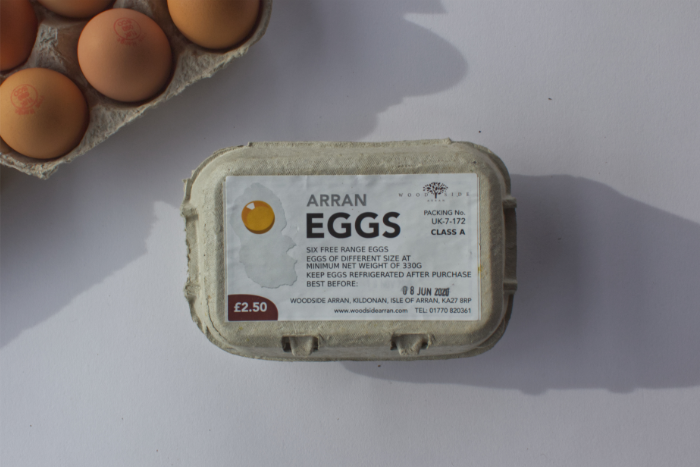 ARRAN
EGGS
WOODSIDE
ARRAN
PACKING No.
UK-7-172
CLASS A
SIX FREE RANGE EGGS
EGGS OF DIFFERENT SIZE AT
MINIMUM NET WEIGHT OF 330G
KEEP EGGS REFRIGERATED AFTER PURCHASE
BEST BEFORE:
08 JUN 2020
£2.50
WOODSIDE ARRAN, KILDONAN, ISLE OF ARRAN, KA27 8RP
www.woodsidearran.com TEL: 01770 820361